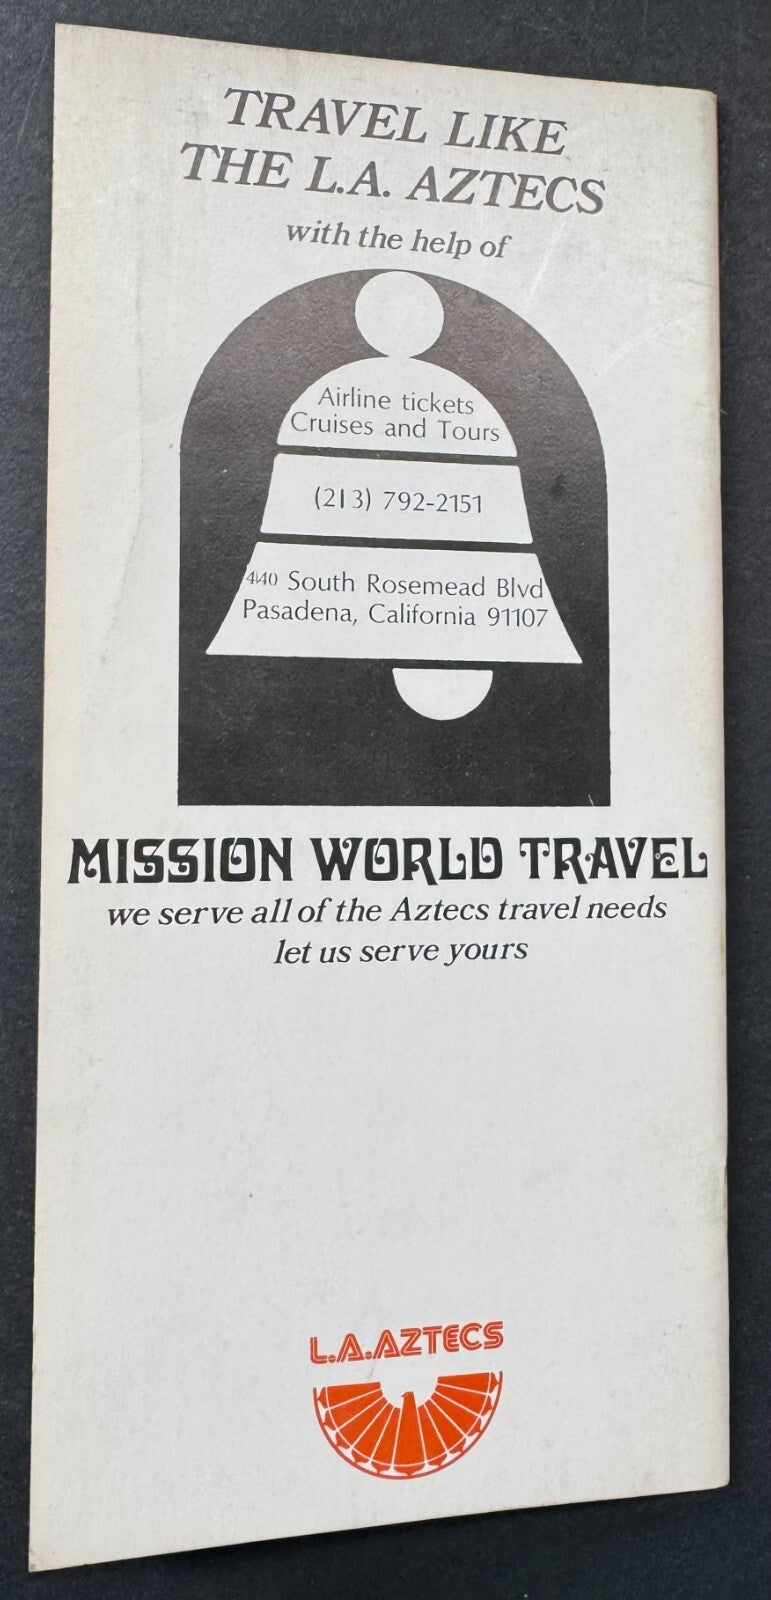 TRAVEL LIKE
THE L.A. AZTECS
with the help of
Airline tickets
Cruises and Tours
(213) 792-2151
South Rosemead Blvd
Pasadena, California 91107
MISSION WORLD TRAVEL
we serve all of the Aztecs travel needs
let us serve yours
L.A.AZTECS